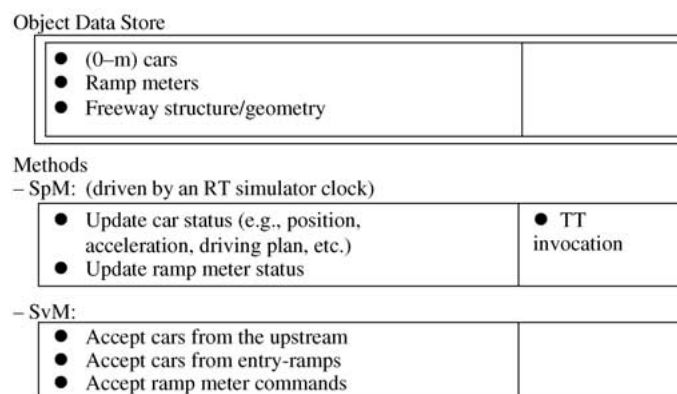 Object Data Store
● (0–m) cars
● Ramp meters
● Freeway structure/geometry
Methods
– SpM: (driven by an RT simulator clock)
● Update car status (e.g., position,
acceleration, driving plan, etc.)
● Update ramp meter status
● TT
invocation
– SvM:
● Accept cars from the upstream
● Accept cars from entry-ramps
● Accept ramp meter commands